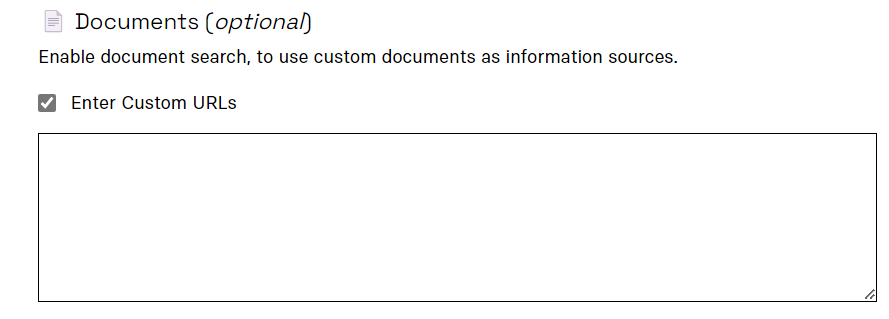 Documents (optional)
Enable document search, to use custom documents as information sources.
Enter Custom URLs